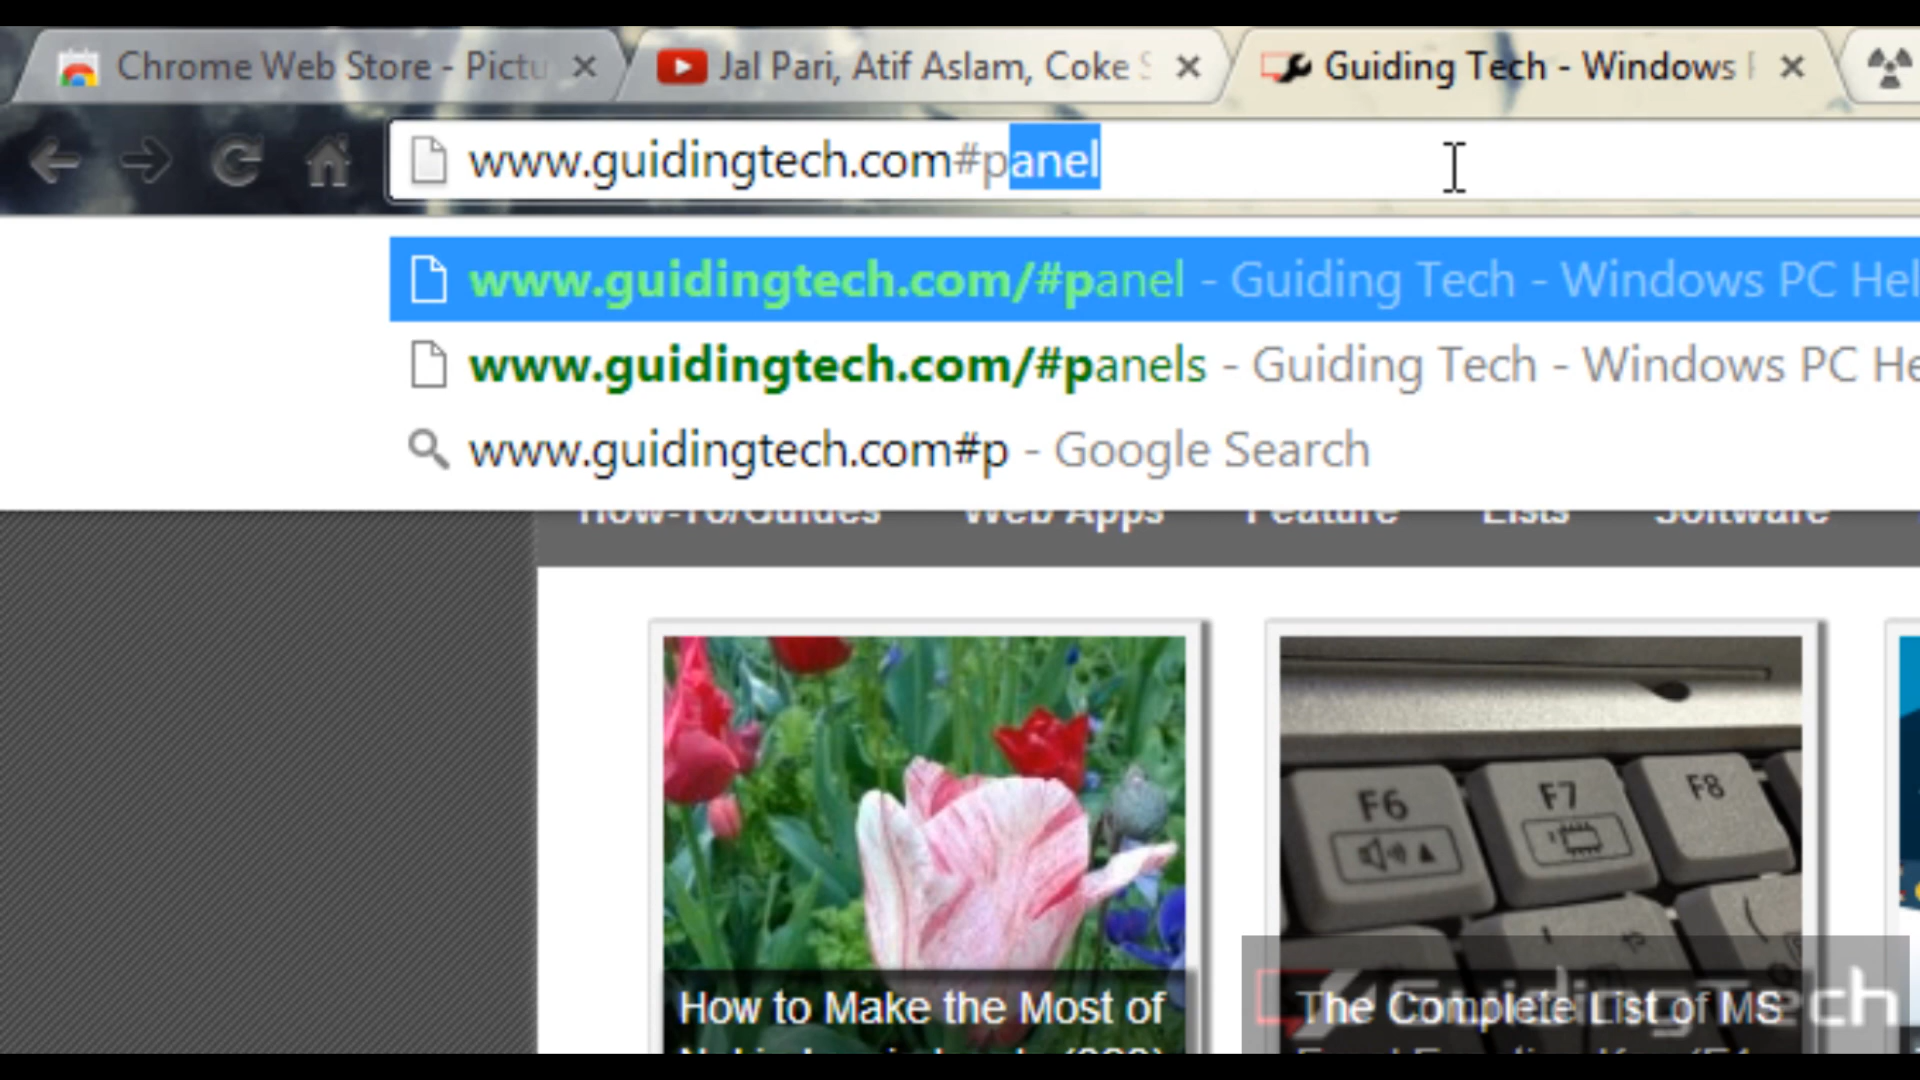 Chrome Web Store - Pictu
Jal Pari, Atif Aslam, Coke S
Guiding Tech - Windows P
www.guidingtech.com#panel
www.guidingtech.com/#panel - Guiding Tech - Windows PC Hel
www.guidingtech.com/#panels - Guiding Tech - Windows PC He
www.guidingtech.com#p - Google Search
How-To/Guides Web Apps Feature Lists Software
F6 F7 F8
How to Make the Most of
The Complete List of MS
GuidingTech